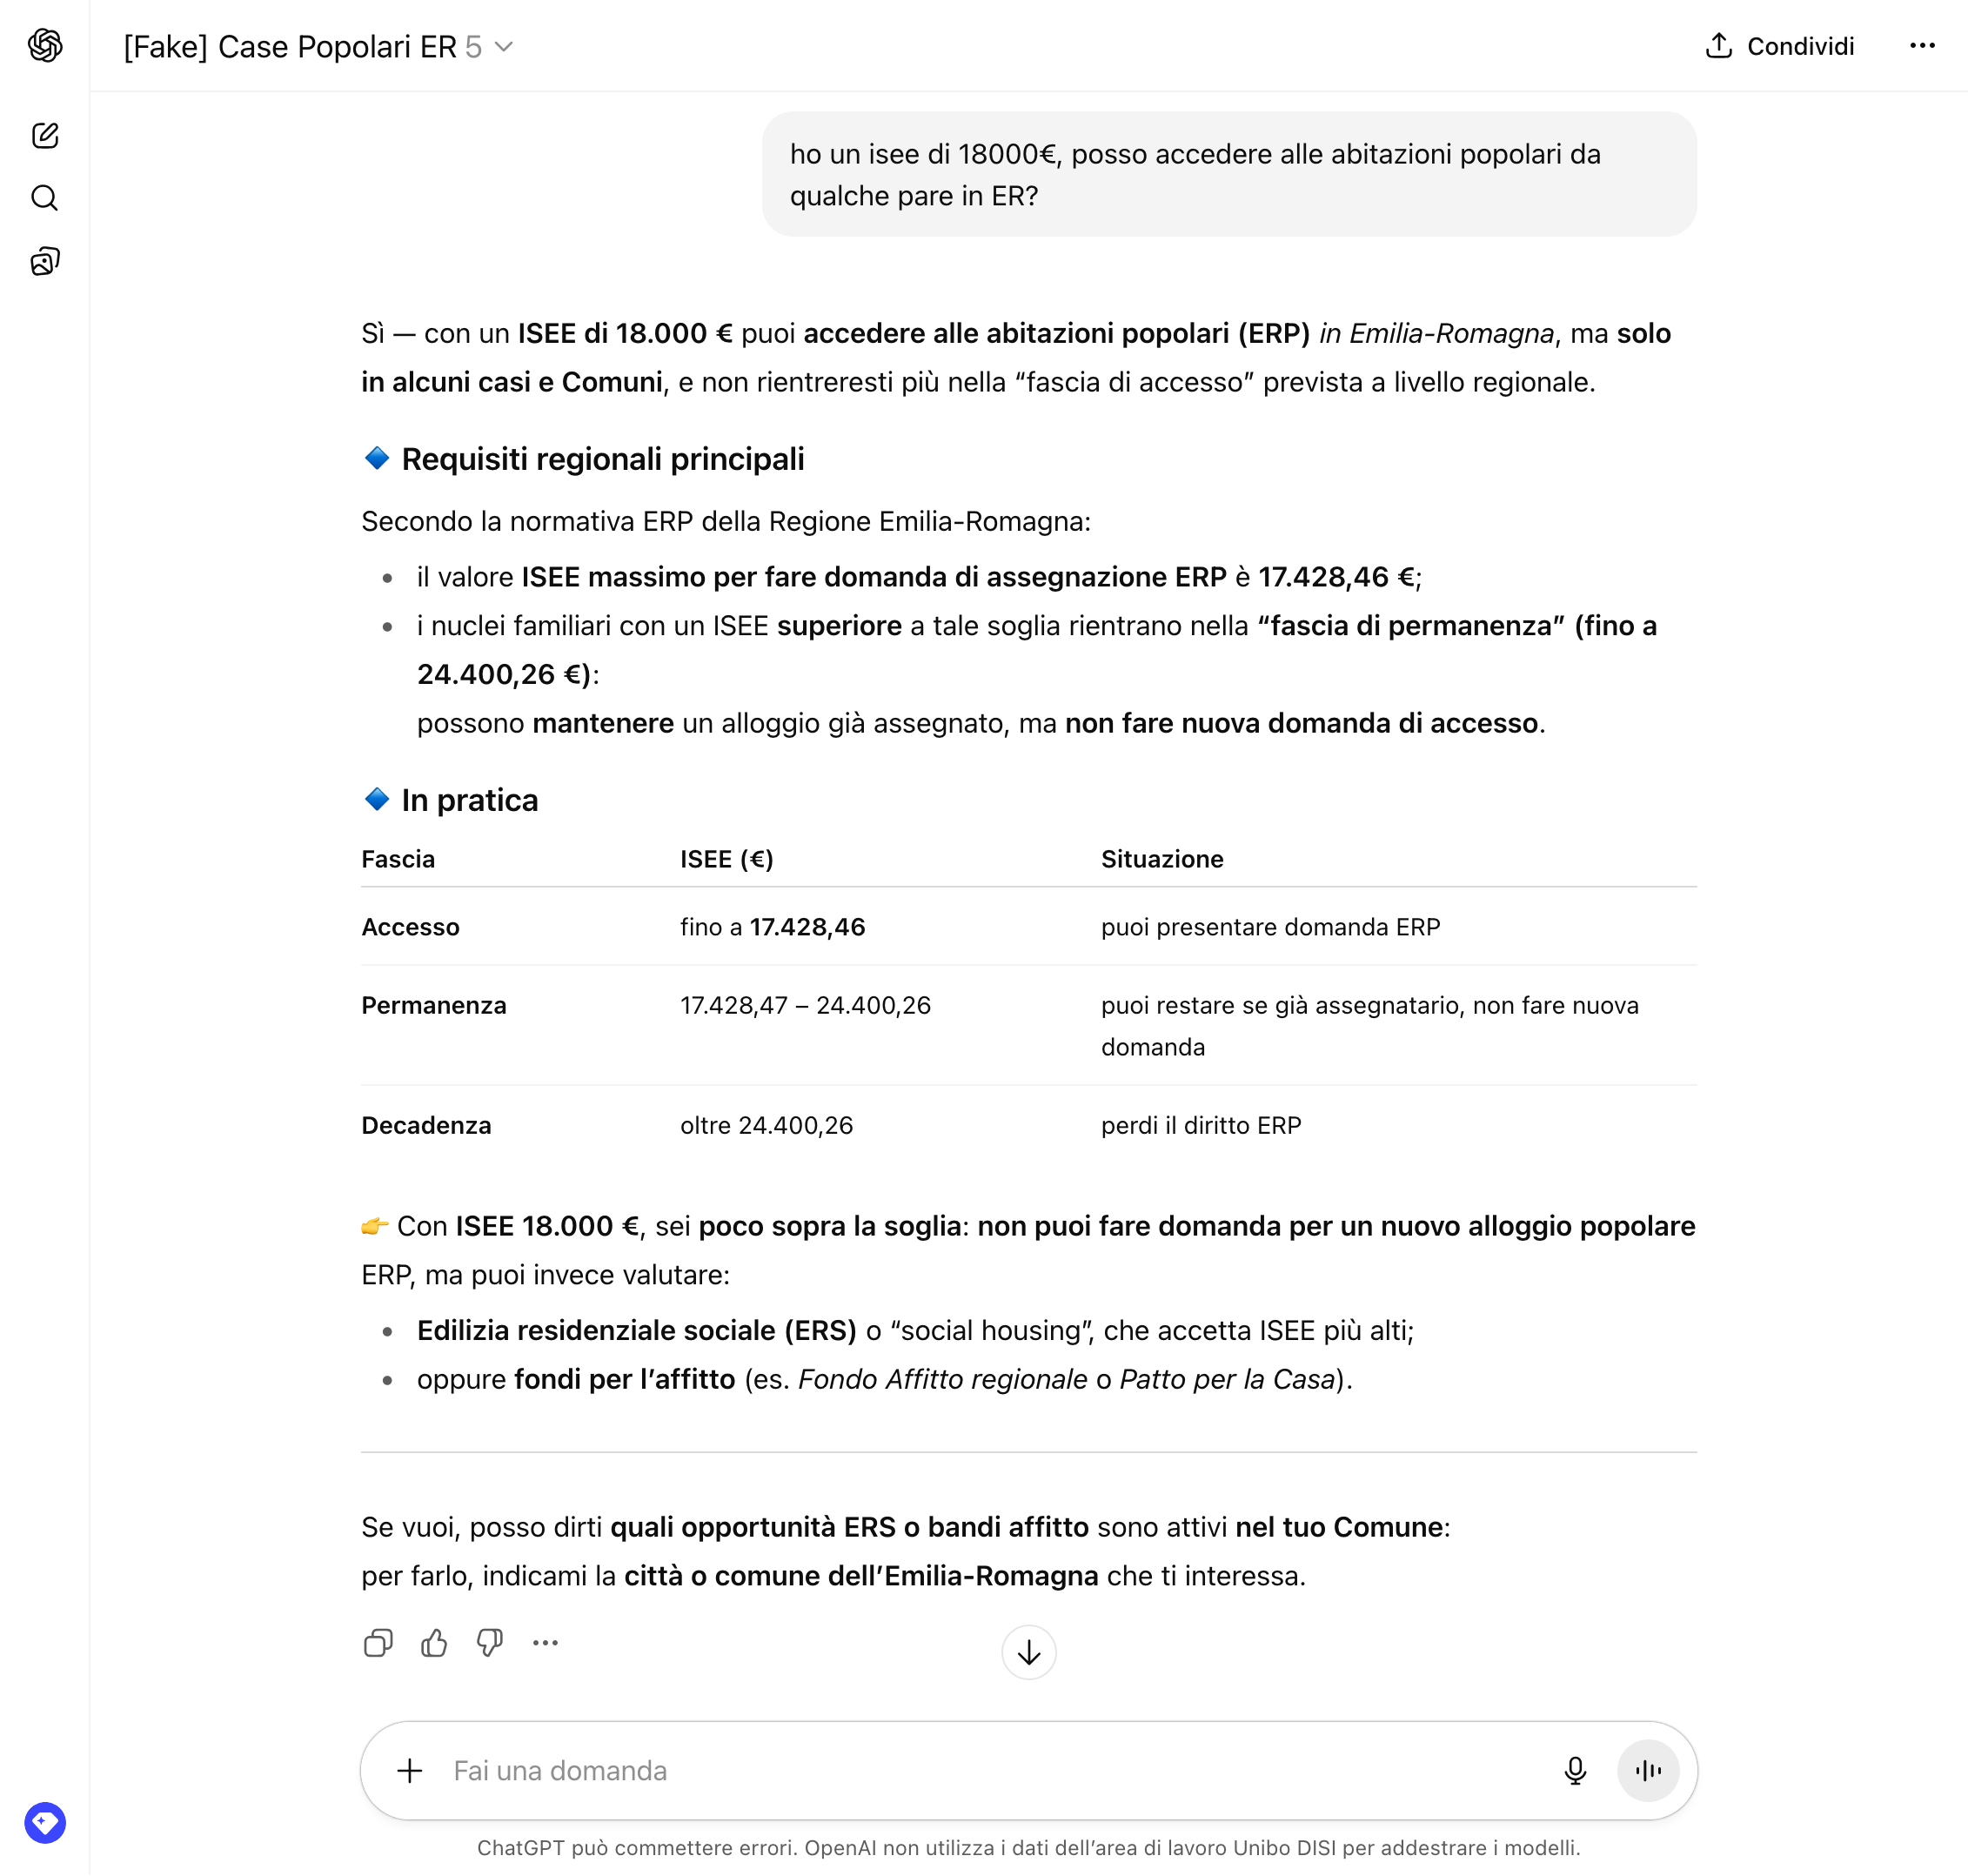 [Fake] Case Popolari ER 5
Condividi
ho un isee di 18000€, posso accedere alle abitazioni popolari da
qualche pare in ER?
Sì — con un ISEE di 18.000 € puoi accedere alle abitazioni popolari (ERP) in Emilia-Romagna, ma solo
in alcuni casi e Comuni, e non rientreresti più nella “fascia di accesso” prevista a livello regionale.
Requisiti regionali principali
Secondo la normativa ERP della Regione Emilia-Romagna:
• il valore ISEE massimo per fare domanda di assegnazione ERP è 17.428,46 €;
• i nuclei familiari con un ISEE superiore a tale soglia rientrano nella “fascia di permanenza” (fino a
24.400,26 €):
possono mantenere un alloggio già assegnato, ma non fare nuova domanda di accesso.
In pratica
Fascia ISEE (€) Situazione
Accesso fino a 17.428,46 puoi presentare domanda ERP
Permanenza 17.428,47 – 24.400,26 puoi restare se già assegnatario, non fare nuova
domanda
Decadenza oltre 24.400,26 perdi il diritto ERP
👉 Con ISEE 18.000 €, sei poco sopra la soglia: non puoi fare domanda per un nuovo alloggio popolare
ERP, ma puoi invece valutare:
• Edilizia residenziale sociale (ERS) o “social housing”, che accetta ISEE più alti;
• oppure fondi per l’affitto (es. Fondo Affitto regionale o Patto per la Casa).
Se vuoi, posso dirti quali opportunità ERS o bandi affitto sono attivi nel tuo Comune:
per farlo, indicami la città o comune dell’Emilia-Romagna che ti interessa.
Fai una domanda
ChatGPT può commettere errori. OpenAI non utilizza i dati dell’area di lavoro Unibo DISI per addestrare i modelli.